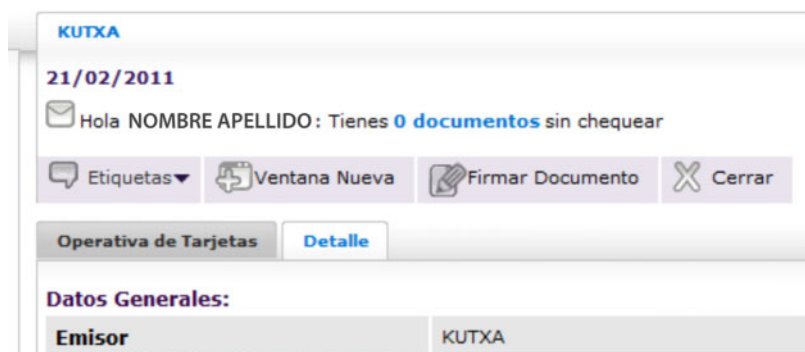 KUTXA
21/02/2011
Hola NOMBRE APELLIDO: Tienes 0 documentos sin chequear
Etiquetas Ventana Nueva Firmar Documento Cerrar
Operativa de Tarjetas Detalle
Datos Generales:
Emisor KUTXA